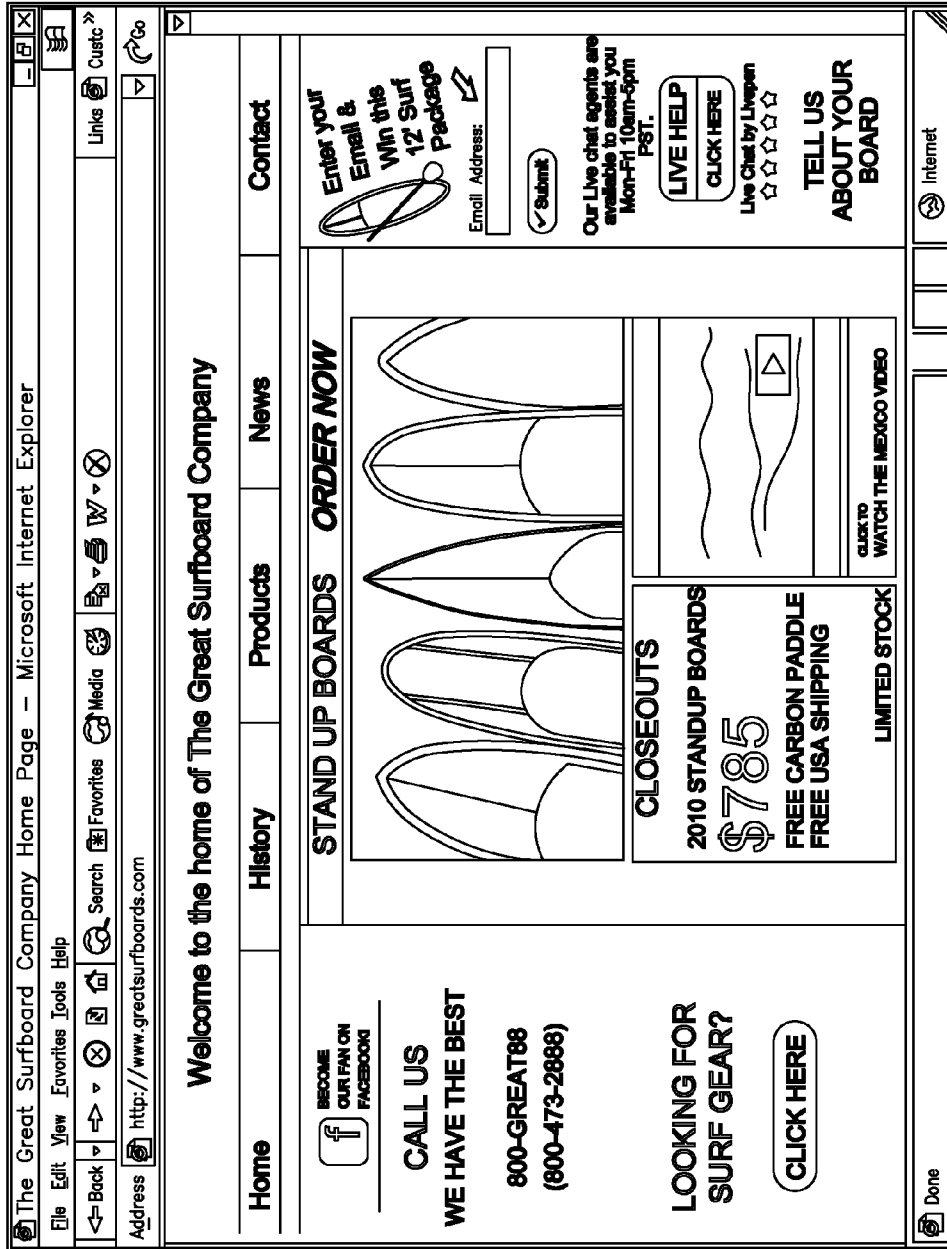 The Great Surfboard Company Home Page – Microsoft Internet Explorer
File Edit View Favorites Tools Help
Back Search Favorites Media W Links Custc »
Address http://www.greatsurfboards.com Go
Welcome to the home of The Great Surfboard Company
Home History Products News Contact
f
BECOME
OUR FAN ON
FACEBOOK!
CALL US
WE HAVE THE BEST
800-GREAT88
(800-473-2888)
LOOKING FOR
SURF GEAR?
CLICK HERE
STAND UP BOARDS ORDER NOW
CLOSEOUTS
2010 STANDUP BOARDS
$785
FREE CARBON PADDLE
FREE USA SHIPPING
LIMITED STOCK
CLICK TO
WATCH THE MEXICO VIDEO
Enter your
Email &
Win this
12' Surf
Package
Email Address:
✓ Submit
Our Live chat agents are
available to assist you
Mon-Fri 10am-5pm
PST.
LIVE HELP
CLICK HERE
Live Chat by Livepen
TELL US
ABOUT YOUR
BOARD
Done Internet